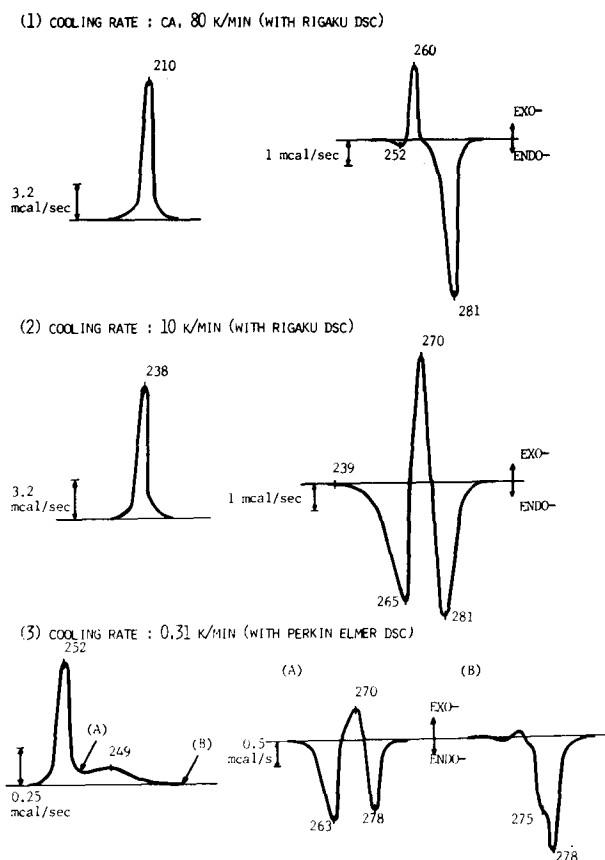 (1) COOLING RATE : CA. 80 K/MIN (WITH RIGAKU DSC)
210
260
EXO-
ENDO-
1 mcal/sec
252
3.2
mcal/sec
281
(2) COOLING RATE : 10 K/MIN (WITH RIGAKU DSC)
270
238
239
EXO-
ENDO-
3.2
mcal/sec
1 mcal/sec
265
281
(3) COOLING RATE : 0.31 K/MIN (WITH PERKIN ELMER DSC)
252
(A)
(B)
270
(A)
249
(B)
EXO-
ENDO-
0.5
mcal/s
0.25
mcal/sec
263
278
275
278